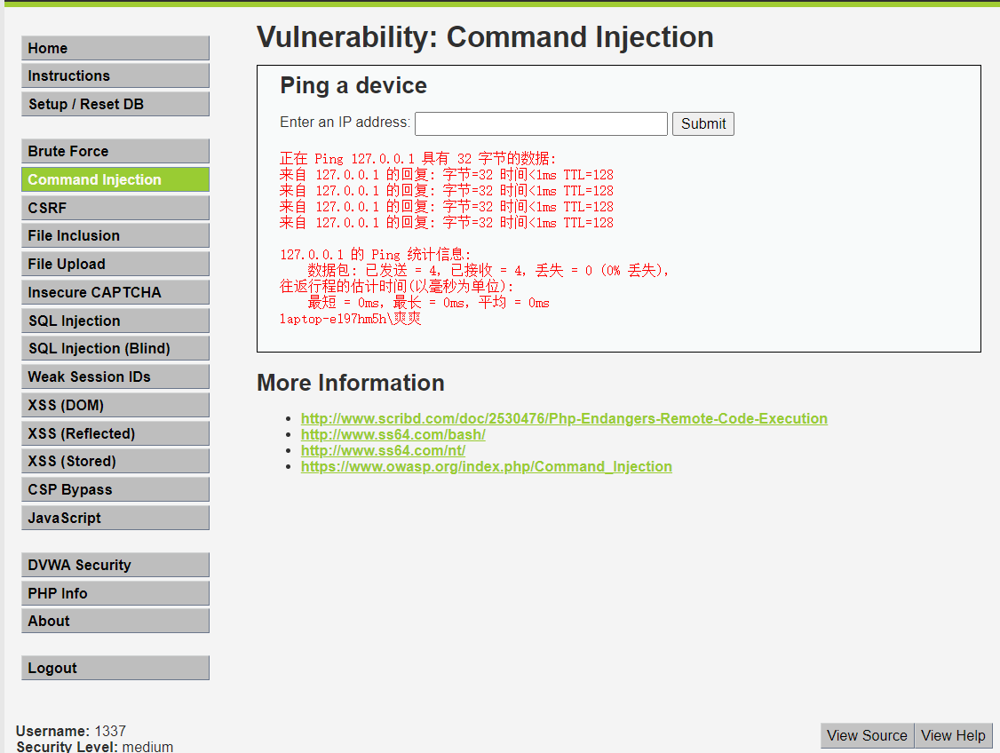 Home
Instructions
Setup / Reset DB
Brute Force
Command Injection
CSRF
File Inclusion
File Upload
Insecure CAPTCHA
SQL Injection
SQL Injection (Blind)
Weak Session IDs
XSS (DOM)
XSS (Reflected)
XSS (Stored)
CSP Bypass
JavaScript
DVWA Security
PHP Info
About
Logout
Vulnerability: Command Injection
Ping a device
Enter an IP address: Submit
正在 Ping 127.0.0.1 具有 32 字节的数据:
来自 127.0.0.1 的回复: 字节=32 时间<1ms TTL=128
来自 127.0.0.1 的回复: 字节=32 时间<1ms TTL=128
来自 127.0.0.1 的回复: 字节=32 时间<1ms TTL=128
来自 127.0.0.1 的回复: 字节=32 时间<1ms TTL=128
127.0.0.1 的 Ping 统计信息:
数据包: 已发送 = 4，已接收 = 4，丢失 = 0 (0% 丢失)，
往返行程的估计时间(以毫秒为单位):
最短 = 0ms，最长 = 0ms，平均 = 0ms
laptop-e197hm5h\爽爽
More Information
http://www.scribd.com/doc/2530476/Php-Endangers-Remote-Code-Execution
http://www.ss64.com/bash/
http://www.ss64.com/nt/
https://www.owasp.org/index.php/Command_Injection
Username: 1337
Security Level: medium
View Source View Help